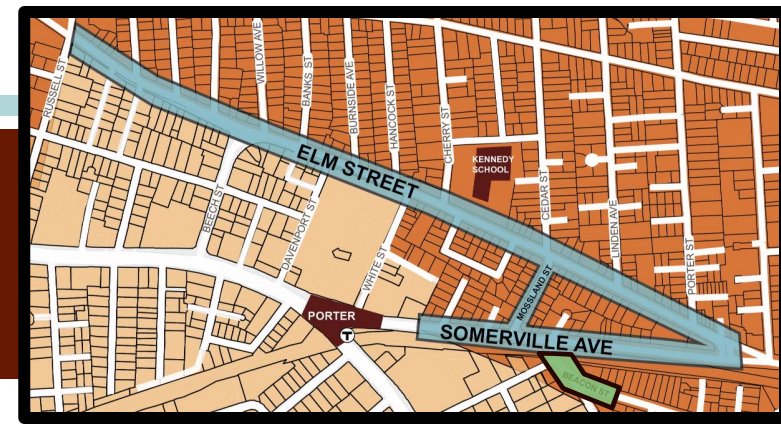 RUSSELL ST
WILLOW AVE
BANKS ST
BURNSIDE AVE
HANCOCK ST
CHERRY ST
KENNEDY
SCHOOL
ELM STREET
CEDAR ST
BEECH ST
DAVENPORT ST
WHITE ST
LINDEN AVE
PORTER ST
MOSSLAND ST
PORTER
T
SOMERVILLE AVE
BEACON ST